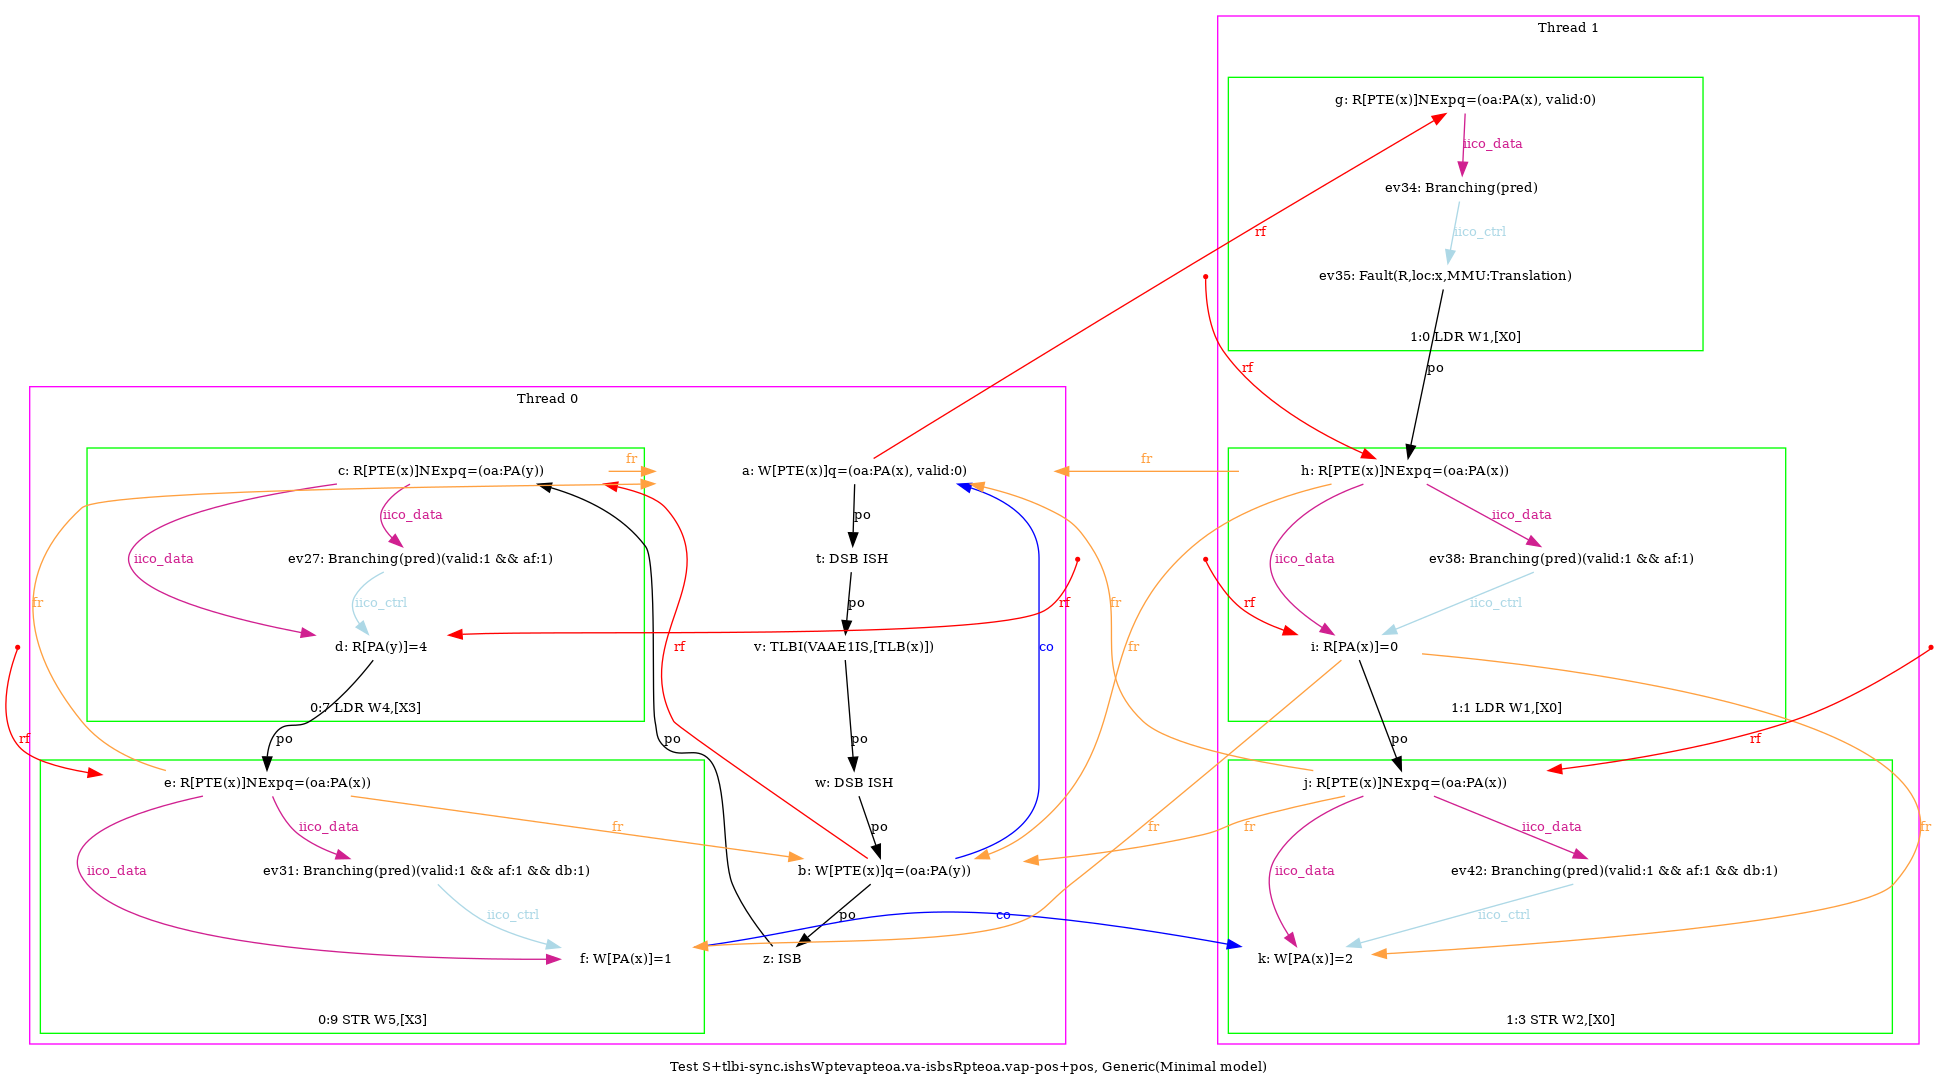 Thread 1
g: R[PTE(x)]NExpq=(oa:PA(x), valid:0)
iico_data
ev34: Branching(pred)
rf
iico_ctrl
ev35: Fault(R,loc:x,MMU:Translation)
1:0 LDR W1,[X0]
rf
po
Thread 0
fr
fr
c: R[PTE(x)]NExpq=(oa:PA(y))
a: W[PTE(x)]q=(oa:PA(x), valid:0)
h: R[PTE(x)]NExpq=(oa:PA(x))
iico_data
po
iico_data
iico_data
ev27: Branching(pred)(valid:1 && af:1)
t: DSB ISH
iico_data
ev38: Branching(pred)(valid:1 && af:1)
fr
iico_ctrl
po
rf
fr
rf
iico_ctrl
d: R[PA(y)]=4
v: TLBI(VAAE1IS,[TLB(x)])
rf
co
fr
i: R[PA(x)]=0
0:7 LDR W4,[X3]
1:1 LDR W1,[X0]
rf
po
po
po
po
rf
e: R[PTE(x)]NExpq=(oa:PA(x))
w: DSB ISH
j: R[PTE(x)]NExpq=(oa:PA(x))
iico_data
fr
po
fr
fr
iico_data
fr
iico_data
ev31: Branching(pred)(valid:1 && af:1 && db:1)
b: W[PTE(x)]q=(oa:PA(y))
iico_data
ev42: Branching(pred)(valid:1 && af:1 && db:1)
iico_ctrl
po
co
iico_ctrl
f: W[PA(x)]=1
z: ISB
k: W[PA(x)]=2
0:9 STR W5,[X3]
1:3 STR W2,[X0]
Test S+tlbi-sync.ishsWptevapteoa.va-isbsRpteoa.vap-pos+pos, Generic(Minimal model)